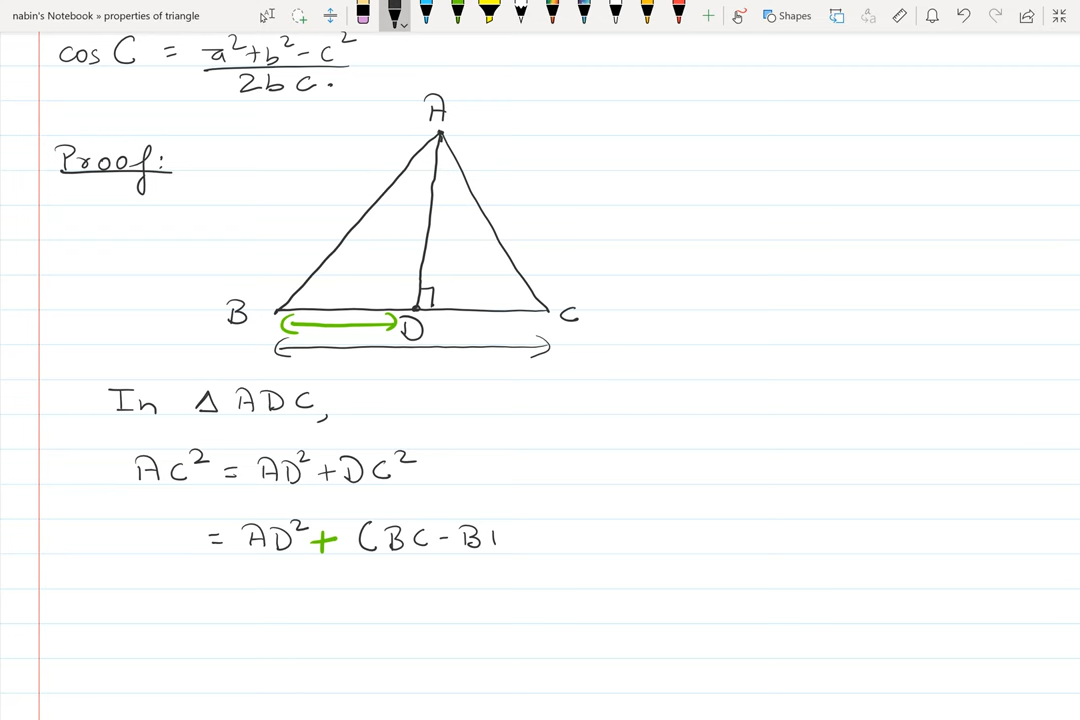 nabin's Notebook » properties of triangle
Shapes
cos C = a²+b²-c² / 2bc.
A
Proof:
B
D
C
In Δ ADC,
AC² = AD² + DC²
= AD² + (BC - B